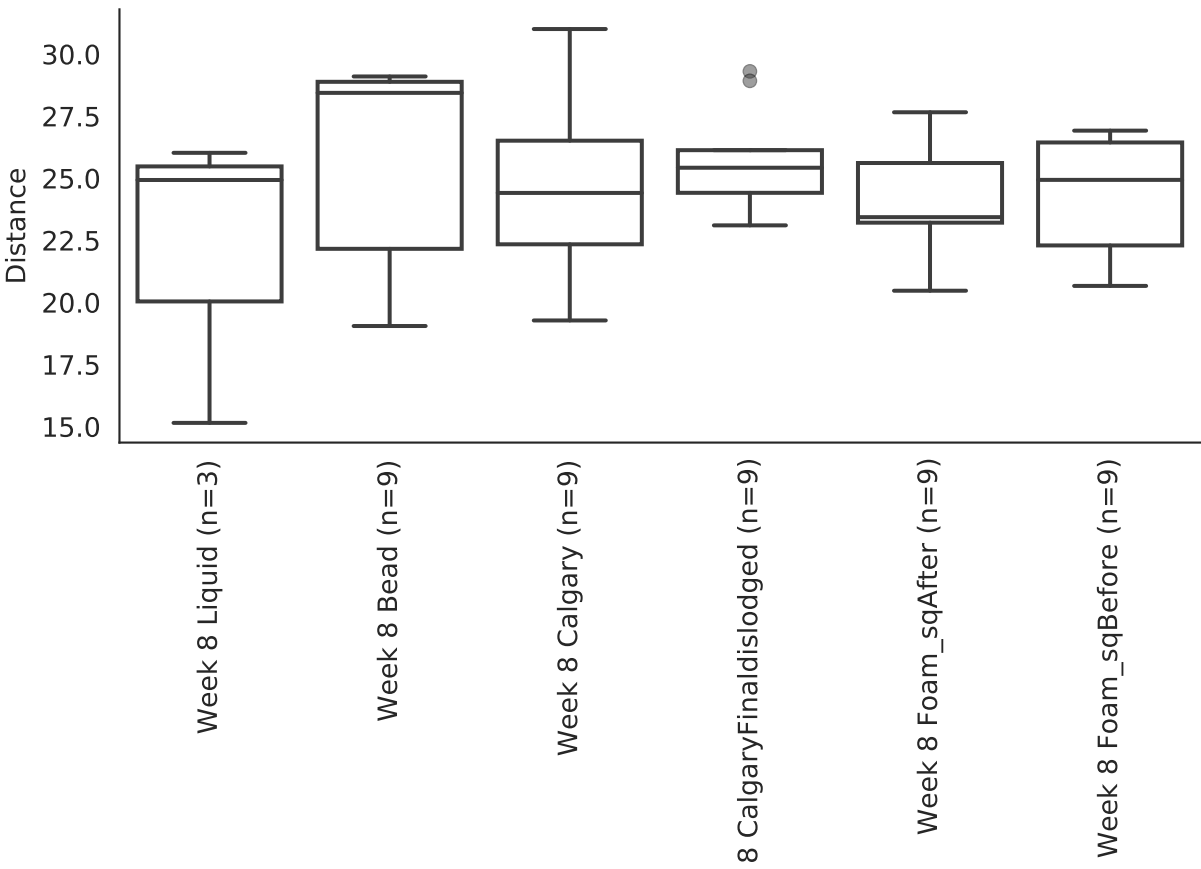 30.0
27.5
25.0
22.5
20.0
17.5
15.0
Distance
Week 8 Liquid (n=3)
Week 8 Bead (n=9)
Week 8 Calgary (n=9)
8 CalgaryFinaldislodged (n=9)
Week 8 Foam_sqAfter (n=9)
Week 8 Foam_sqBefore (n=9)